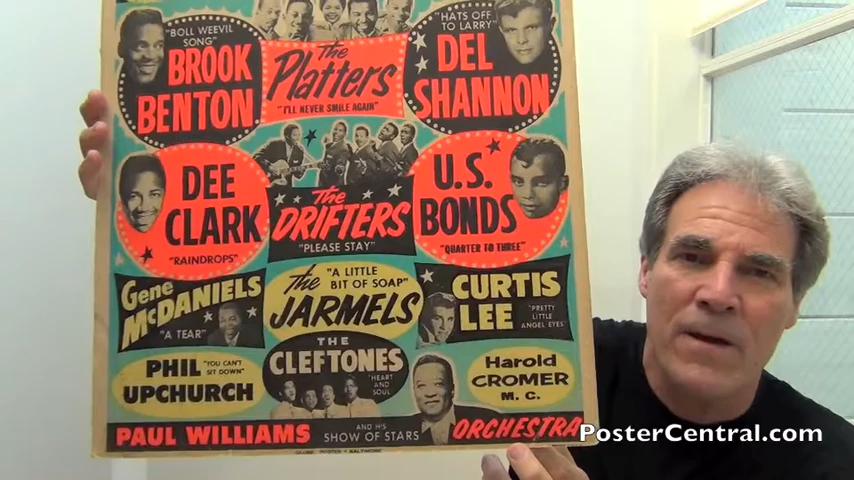 "BOLL WEEVIL
SONG"
BROOK
BENTON
The
Platters
"I'LL NEVER SMILE AGAIN"
"HATS OFF
TO LARRY"
DEL
SHANNON
DEE
CLARK
"RAINDROPS"
The
DRIFTERS
"PLEASE STAY"
U.S.
BONDS
"QUARTER TO THREE"
Gene
McDANIELS
"A TEAR"
The "A LITTLE
BIT OF SOAP"
JARMELS
CURTIS
LEE
"PRETTY
LITTLE
ANGEL EYES"
PHIL "YOU CAN'T
SIT DOWN"
UPCHURCH
THE
CLEFTONES
"HEART
AND
SOUL"
Harold
CROMER
M. C.
PAUL WILLIAMS AND HIS
SHOW OF STARS ORCHESTRA
GLOBE POSTER BALTIMORE
PosterCentral.com